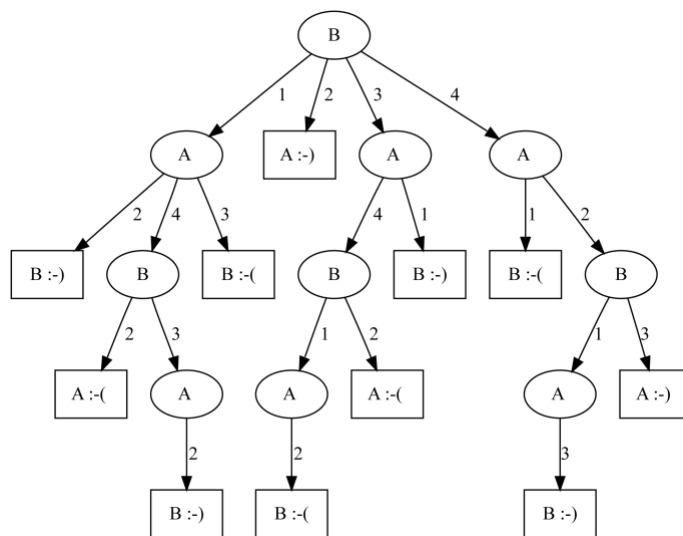 B
1 2 3 4
A A :-) A A
2 4 3 4 1 1 2
B :-) B B :-( B B :-) B :-( B
2 3 1 2 1 3
A :-( A A A :-( A A :-)
2 2 3
B :-) B :-( B :-)